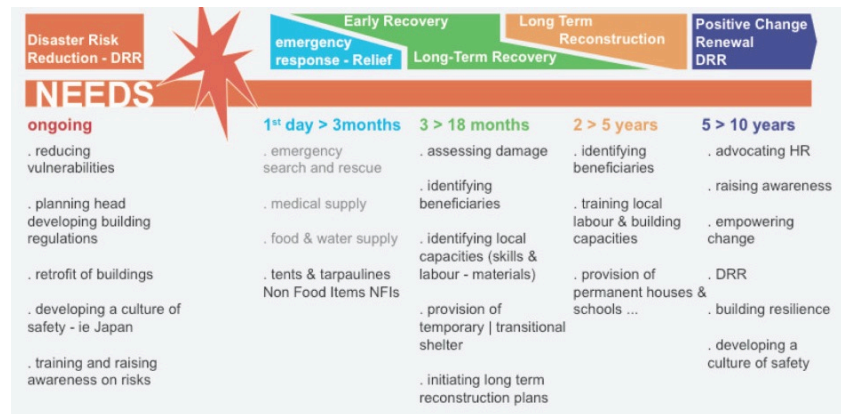 Disaster Risk
Reduction - DRR
emergency
response - Relief
Early Recovery
Long-Term Recovery
Long Term
Reconstruction
Positive Change
Renewal
DRR
NEEDS
ongoing
. reducing
vulnerabilities
. planning head
developing building
regulations
. retrofit of buildings
. developing a culture of
safety - ie Japan
. training and raising
awareness on risks
1st day > 3months
. emergency
search and rescue
. medical supply
. food & water supply
. tents & tarpaulines
Non Food Items NFIs
3 > 18 months
. assessing damage
. identifying
beneficiaries
. identifying local
capacities (skills &
labour - materials)
. provision of
temporary | transitional
shelter
. initiating long term
reconstruction plans
2 > 5 years
. identifying
beneficiaries
. training local
labour & building
capacities
. provision of
permanent houses &
schools ...
5 > 10 years
. advocating HR
. raising awareness
. empowering
change
. DRR
. building resilience
. developing a
culture of safety